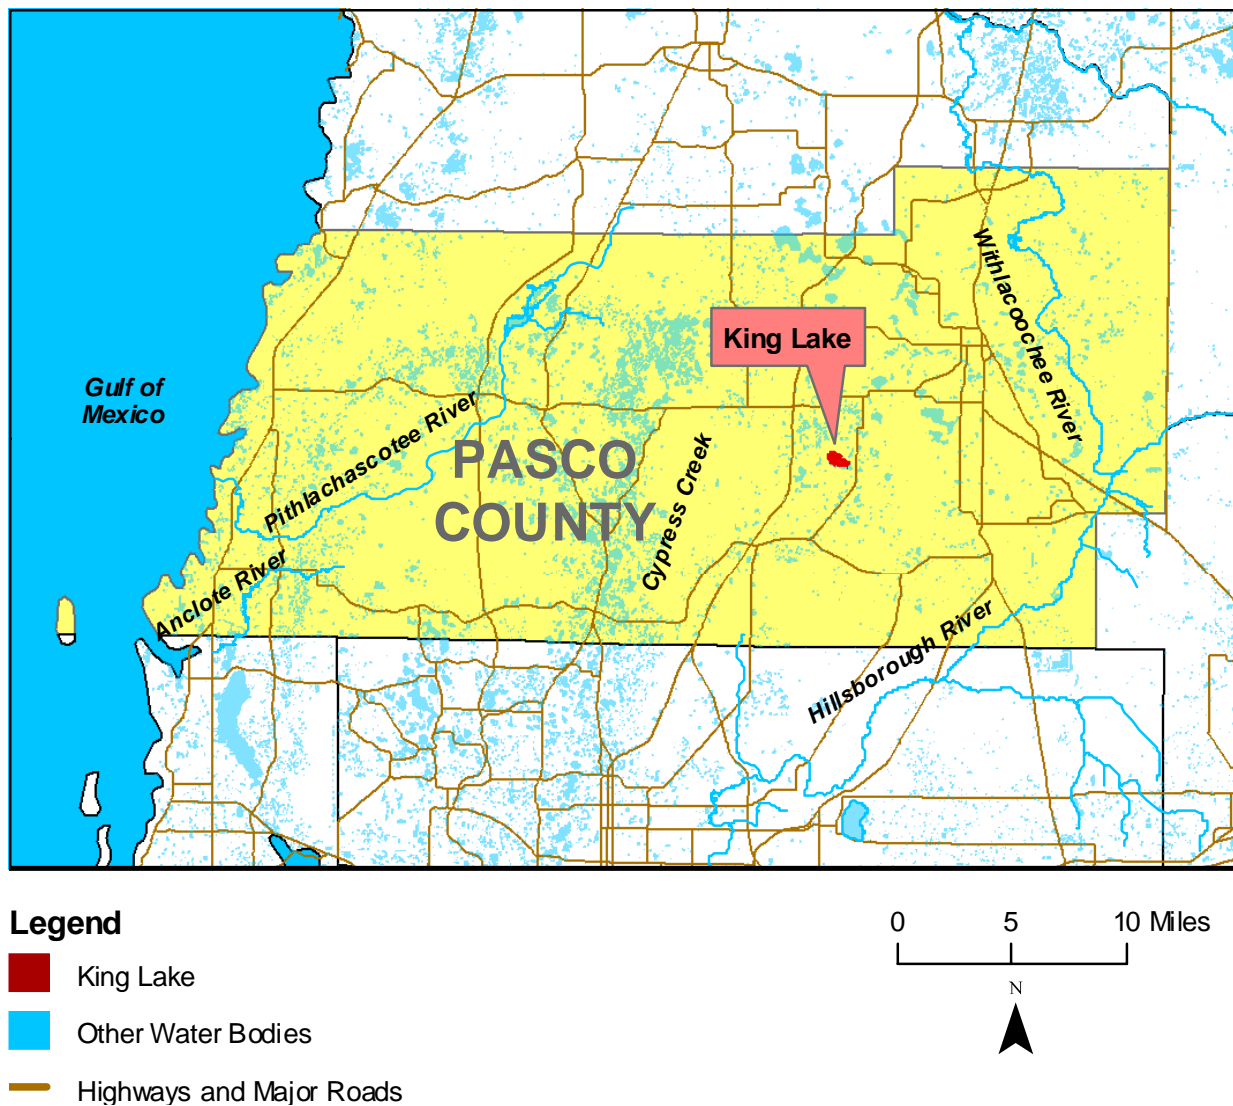 Withlacoochee River
King Lake
Gulf of
Mexico
Pithlachascotee River
PASCO
COUNTY
Cypress Creek
Anclote River
Hillsborough River
Legend
King Lake
Other Water Bodies
Highways and Major Roads
0 5 10 Miles
N